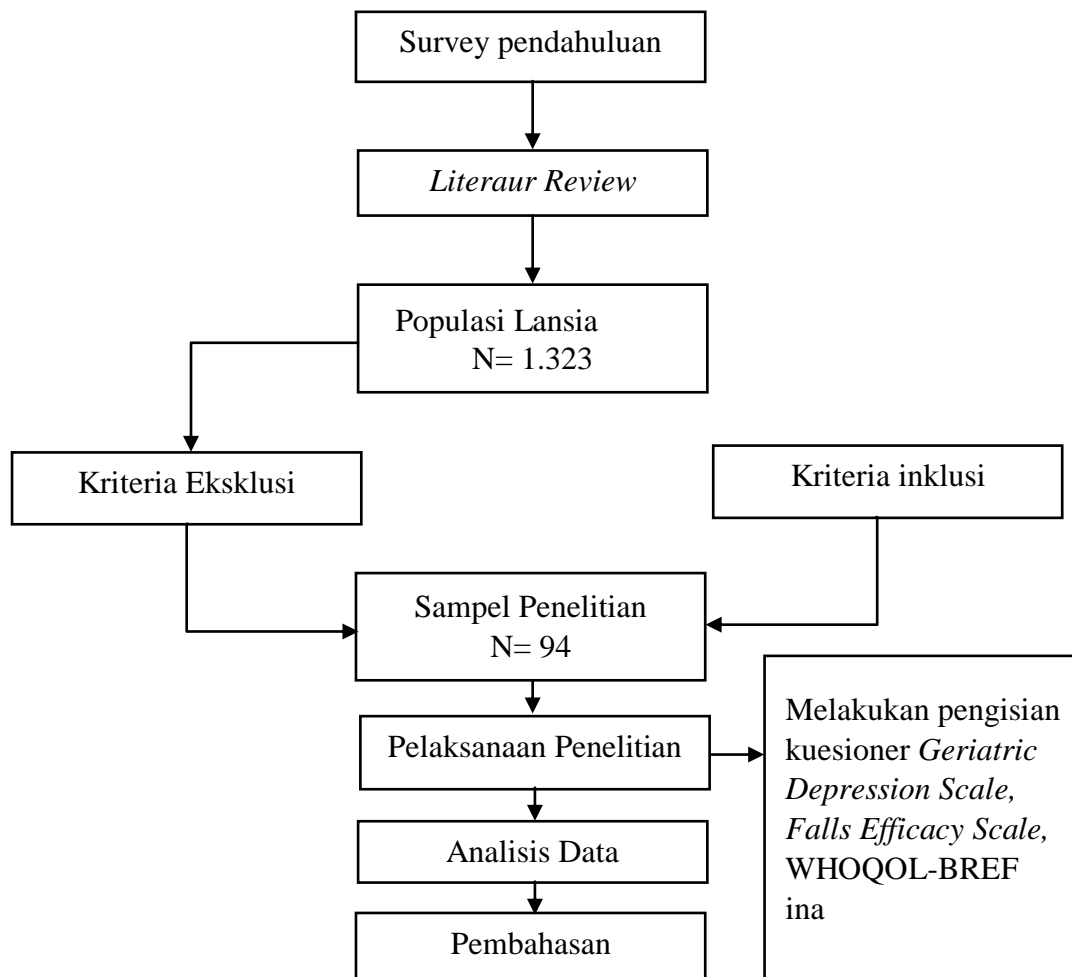 Survey pendahuluan
Literaur Review
Populasi Lansia
N= 1.323
Kriteria Eksklusi
Kriteria inklusi
Sampel Penelitian
N= 94
Pelaksanaan Penelitian
Melakukan pengisian
kuesioner Geriatric
Depression Scale,
Falls Efficacy Scale,
WHOQOL-BREF
ina
Analisis Data
Pembahasan